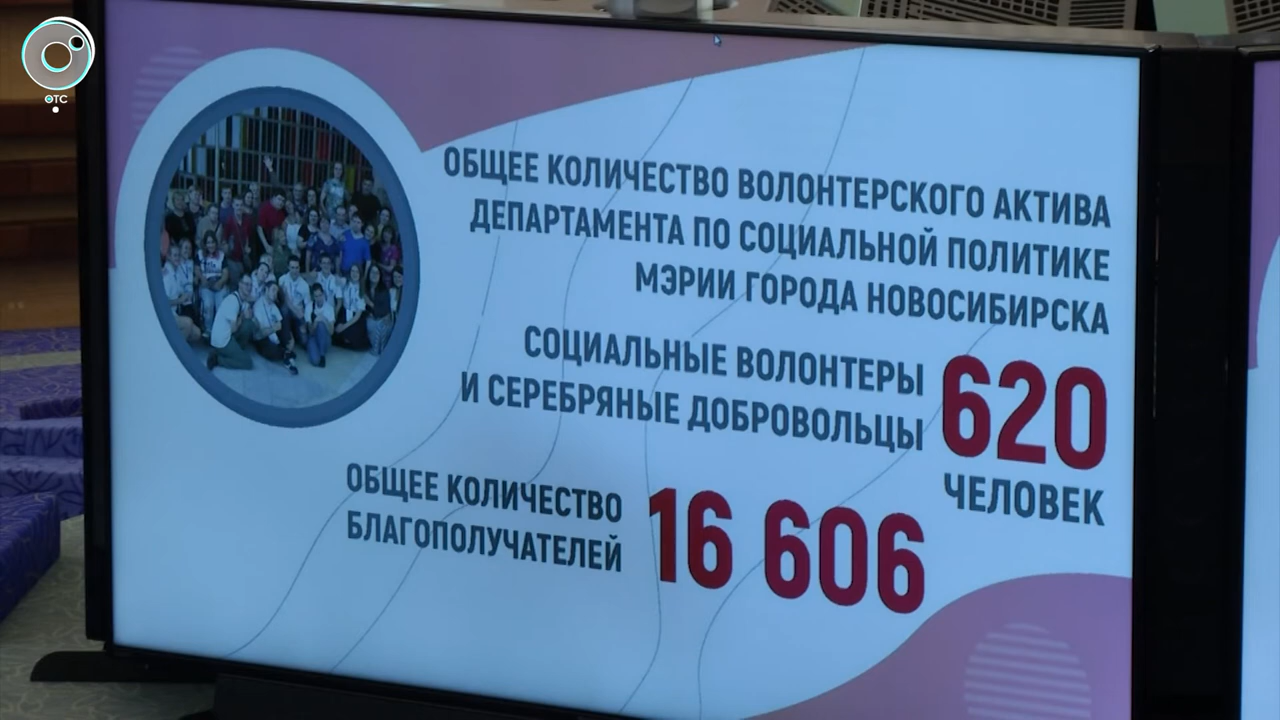 ОТС
ОБЩЕЕ КОЛИЧЕСТВО ВОЛОНТЕРСКОГО АКТИВА
ДЕПАРТАМЕНТА ПО СОЦИАЛЬНОЙ ПОЛИТИКЕ
МЭРИИ ГОРОДА НОВОСИБИРСКА
СОЦИАЛЬНЫЕ ВОЛОНТЕРЫ
И СЕРЕБРЯНЫЕ ДОБРОВОЛЬЦЫ
620
ЧЕЛОВЕК
ОБЩЕЕ КОЛИЧЕСТВО
БЛАГОПОЛУЧАТЕЛЕЙ
16 606